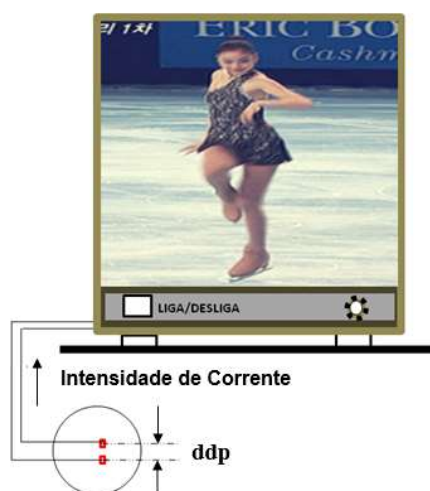 리 1차
ERIC BO
Cashm
LIGA/DESLIGA
Intensidade de Corrente
ddp